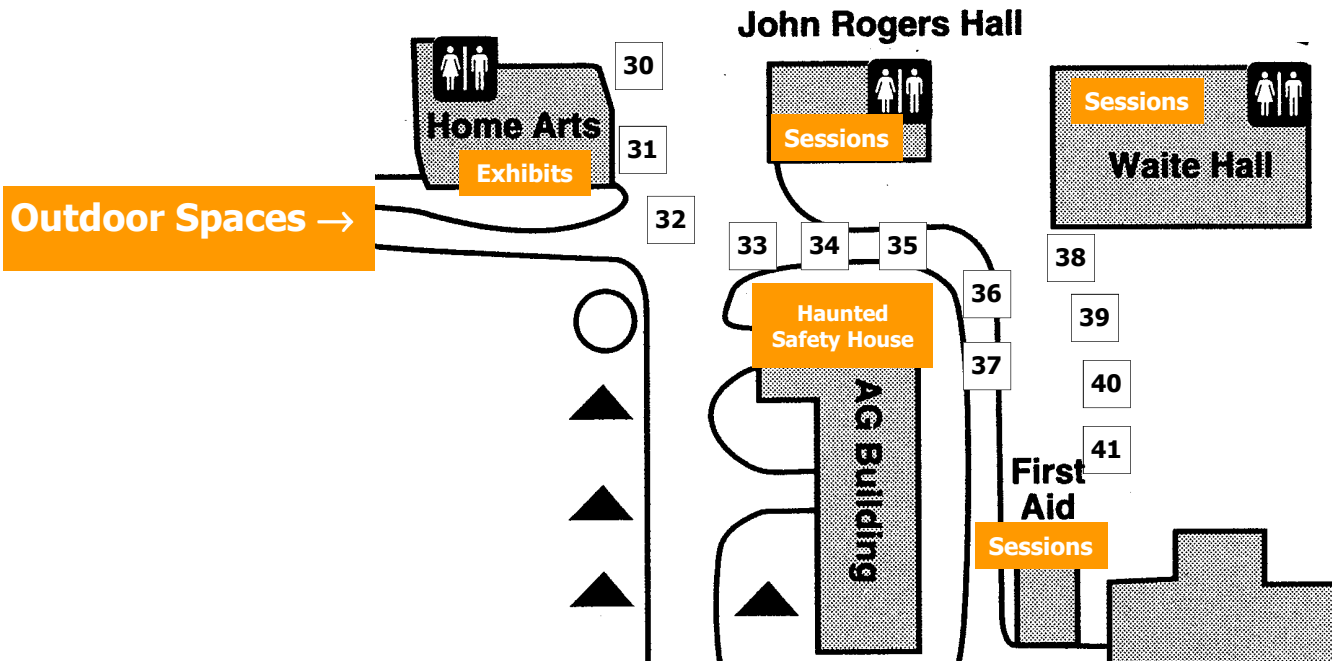 John Rogers Hall
30
Sessions
Home Arts
Sessions
31
Exhibits
Waite Hall
Outdoor Spaces →
32
33
34
35
38
36
Haunted
Safety House
39
37
40
AG Building
41
First
Aid
Sessions